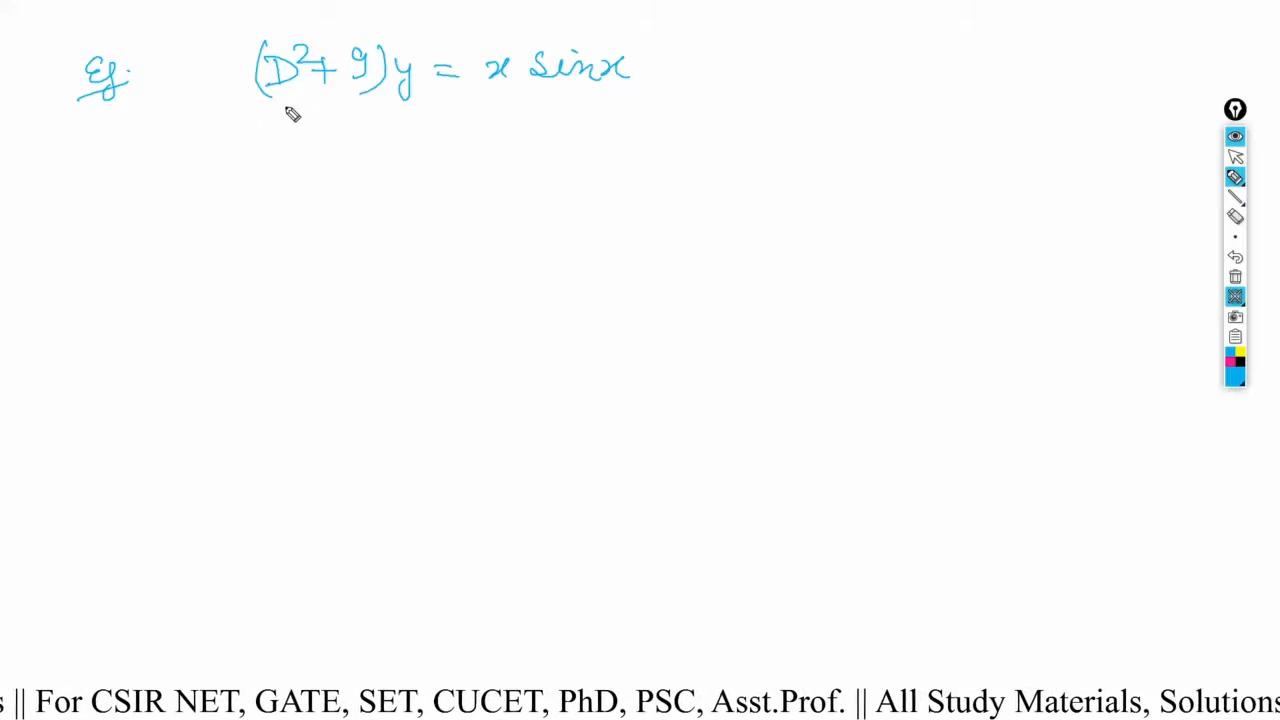 Eg. (D²+ 9)y = x Sinx
s || For CSIR NET, GATE, SET, CUCET, PhD, PSC, Asst.Prof. || All Study Materials, Solutions